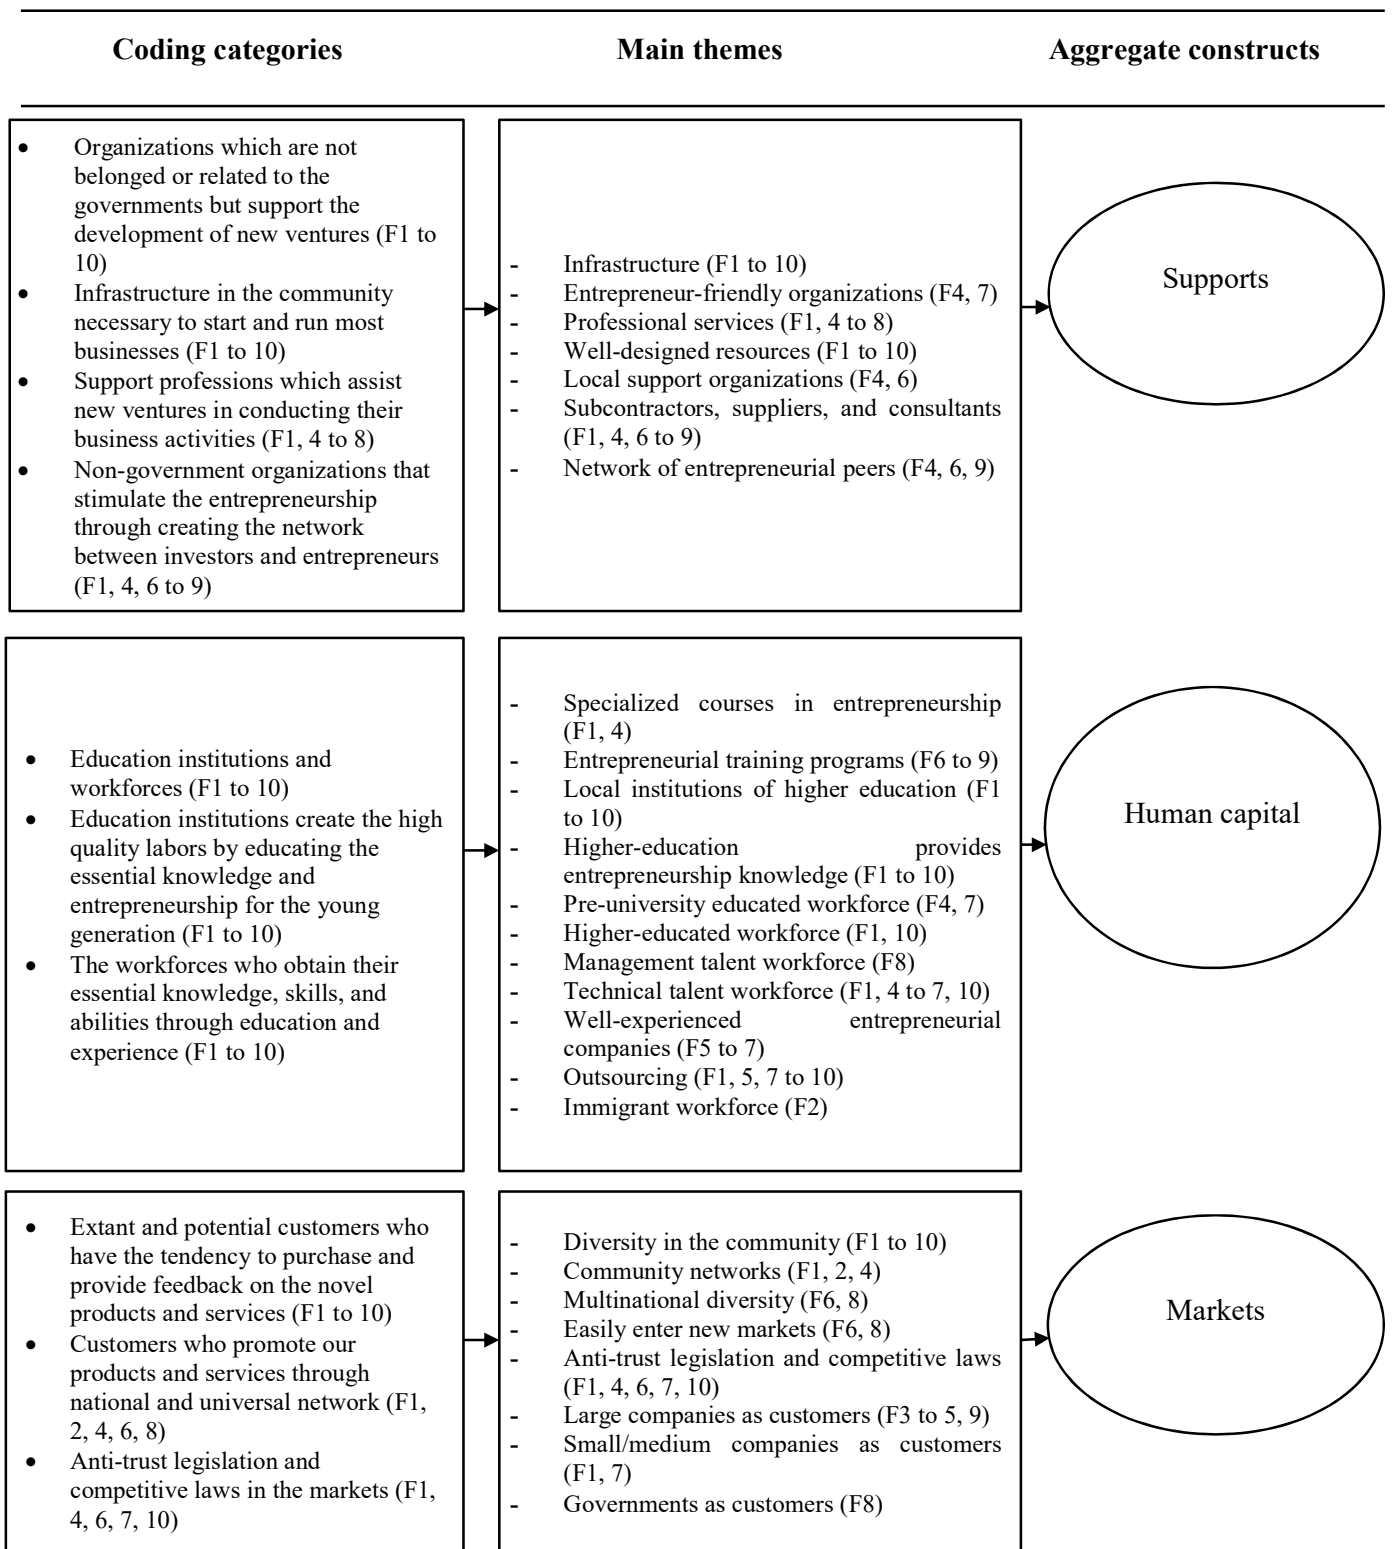 Coding categories
Main themes
Aggregate constructs
• Organizations which are not
belonged or related to the
governments but support the
development of new ventures (F1 to
10)
• Infrastructure in the community
necessary to start and run most
businesses (F1 to 10)
• Support professions which assist
new ventures in conducting their
business activities (F1, 4 to 8)
• Non-government organizations that
stimulate the entrepreneurship
through creating the network
between investors and entrepreneurs
(F1, 4, 6 to 9)
- Infrastructure (F1 to 10)
- Entrepreneur-friendly organizations (F4, 7)
- Professional services (F1, 4 to 8)
- Well-designed resources (F1 to 10)
- Local support organizations (F4, 6)
- Subcontractors, suppliers, and consultants
(F1, 4, 6 to 9)
- Network of entrepreneurial peers (F4, 6, 9)
Supports
• Education institutions and
workforces (F1 to 10)
• Education institutions create the high
quality labors by educating the
essential knowledge and
entrepreneurship for the young
generation (F1 to 10)
• The workforces who obtain their
essential knowledge, skills, and
abilities through education and
experience (F1 to 10)
- Specialized courses in entrepreneurship
(F1, 4)
- Entrepreneurial training programs (F6 to 9)
- Local institutions of higher education (F1
to 10)
- Higher-education provides
entrepreneurship knowledge (F1 to 10)
- Pre-university educated workforce (F4, 7)
- Higher-educated workforce (F1, 10)
- Management talent workforce (F8)
- Technical talent workforce (F1, 4 to 7, 10)
- Well-experienced entrepreneurial
companies (F5 to 7)
- Outsourcing (F1, 5, 7 to 10)
- Immigrant workforce (F2)
Human capital
• Extant and potential customers who
have the tendency to purchase and
provide feedback on the novel
products and services (F1 to 10)
• Customers who promote our
products and services through
national and universal network (F1,
2, 4, 6, 8)
• Anti-trust legislation and
competitive laws in the markets (F1,
4, 6, 7, 10)
- Diversity in the community (F1 to 10)
- Community networks (F1, 2, 4)
- Multinational diversity (F6, 8)
- Easily enter new markets (F6, 8)
- Anti-trust legislation and competitive laws
(F1, 4, 6, 7, 10)
- Large companies as customers (F3 to 5, 9)
- Small/medium companies as customers
(F1, 7)
- Governments as customers (F8)
Markets